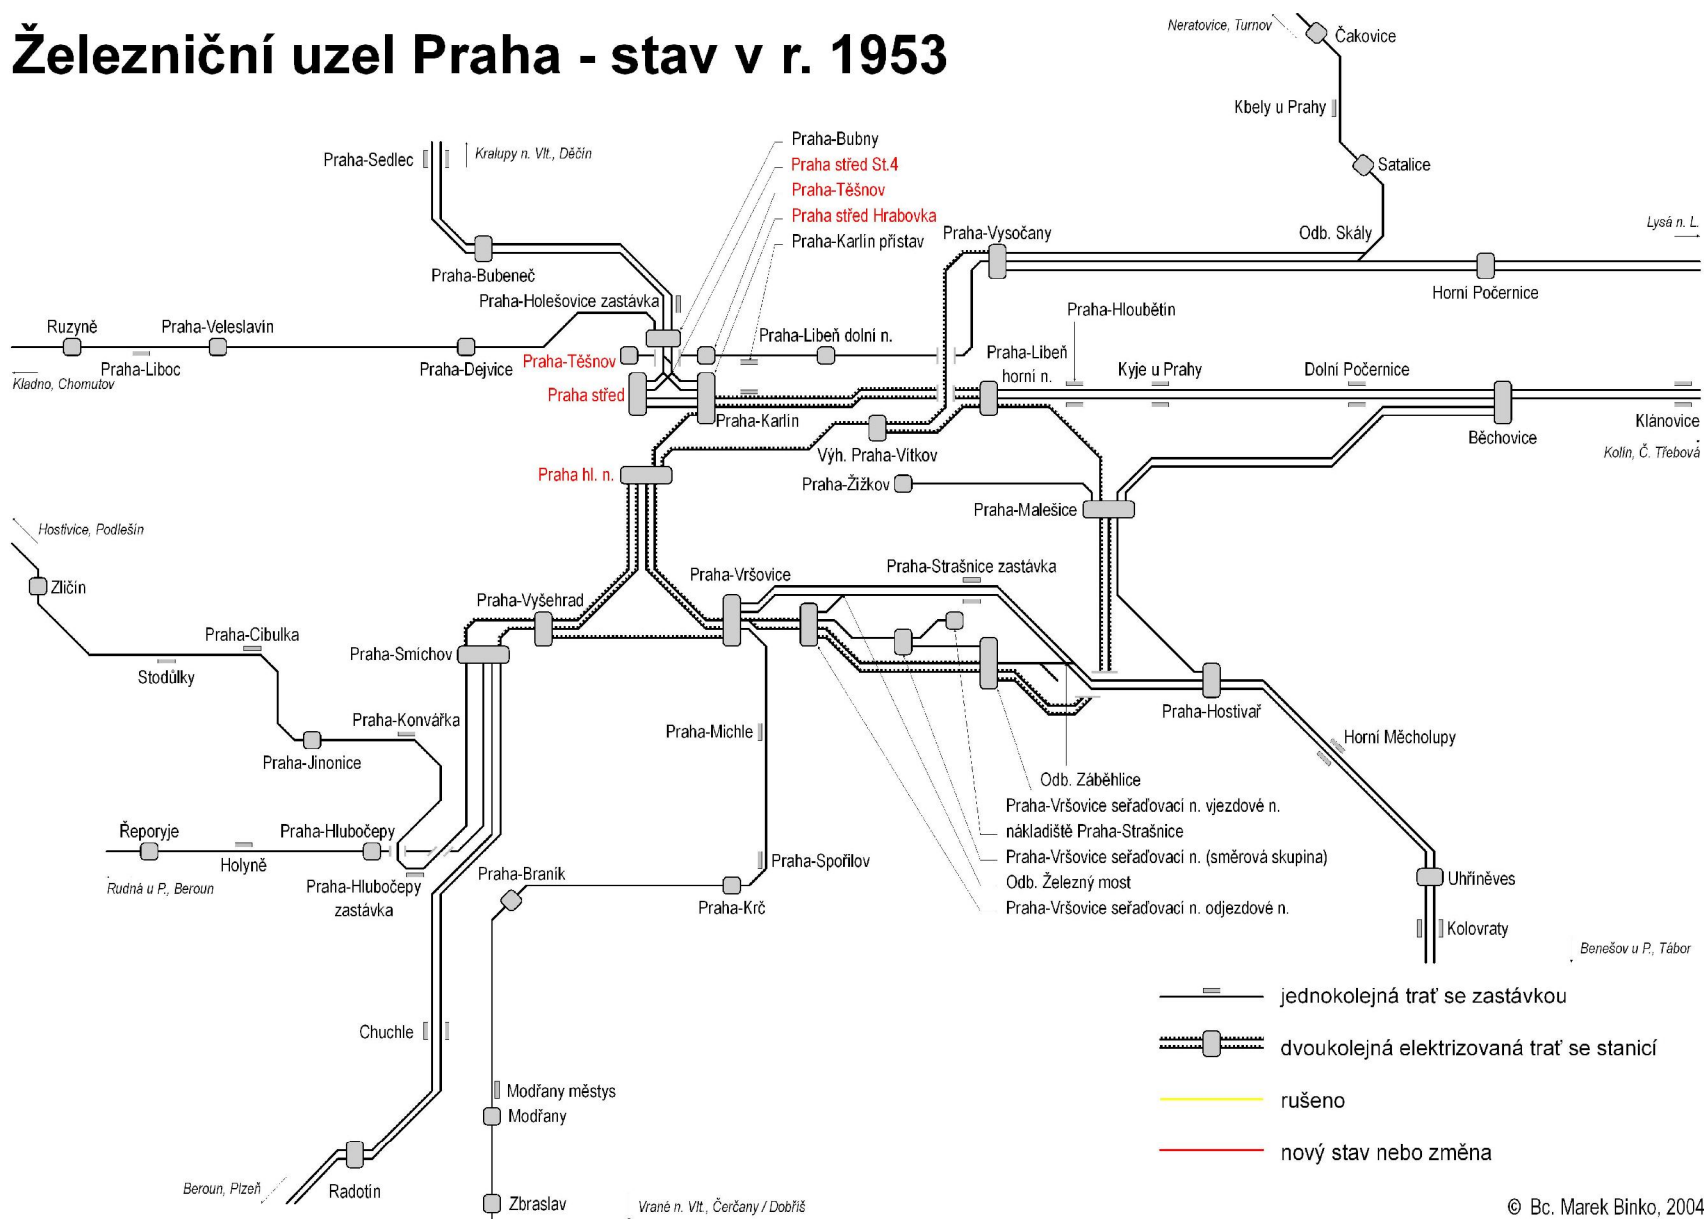 Železniční uzel Praha - stav v r. 1953
Neratovice, Turnov
Čakovice
Kbely u Prahy
Satalice
Praha-Sedlec
Kralupy n. Vlt., Děčín
Praha-Bubny
Praha střed St.4
Praha-Těšnov
Praha střed Hrabovka
Praha-Karlín přístav
Praha-Vysočany
Odb. Skály
Lysá n. L.
Praha-Bubeneč
Praha-Holešovice zastávka
Horní Počernice
Praha-Hloubětín
Ruzyně
Praha-Veleslavín
Praha-Libeň dolní n.
Praha-Liboc
Praha-Dejvice
Praha-Těšnov
Praha-Libeň
horní n.
Kyje u Prahy
Dolní Počernice
Kladno, Chomutov
Praha střed
Praha-Karlín
Klánovice
Běchovice
Kolín, Č. Třebová
Výh. Praha-Vítkov
Praha hl. n.
Praha-Žižkov
Praha-Malešice
Hostivice, Podlešín
Praha-Strašnice zastávka
Praha-Vršovice
Zličín
Praha-Vyšehrad
Praha-Cibulka
Praha-Smíchov
Stodůlky
Praha-Hostivař
Praha-Konvářka
Praha-Michle
Horní Měcholupy
Praha-Jinonice
Odb. Záběhlice
Praha-Vršovice seřaďovací n. vjezdové n.
nákladiště Praha-Strašnice
Praha-Vršovice seřaďovací n. (směrová skupina)
Odb. Železný most
Praha-Vršovice seřaďovací n. odjezdové n.
Řeporyje
Praha-Hlubočepy
Holyně
Praha-Spořilov
Rudná u P., Beroun
Praha-Hlubočepy
zastávka
Praha-Braník
Praha-Krč
Uhříněves
Kolovraty
Benešov u P., Tábor
jednokolejná trať se zastávkou
Chuchle
dvoukolejná elektrizovaná trať se stanicí
Modřany městys
Modřany
rušeno
nový stav nebo změna
Beroun, Plzeň
Radotín
Zbraslav
Vrané n. Vlt., Čerčany / Dobříš
© Bc. Marek Binko, 2004